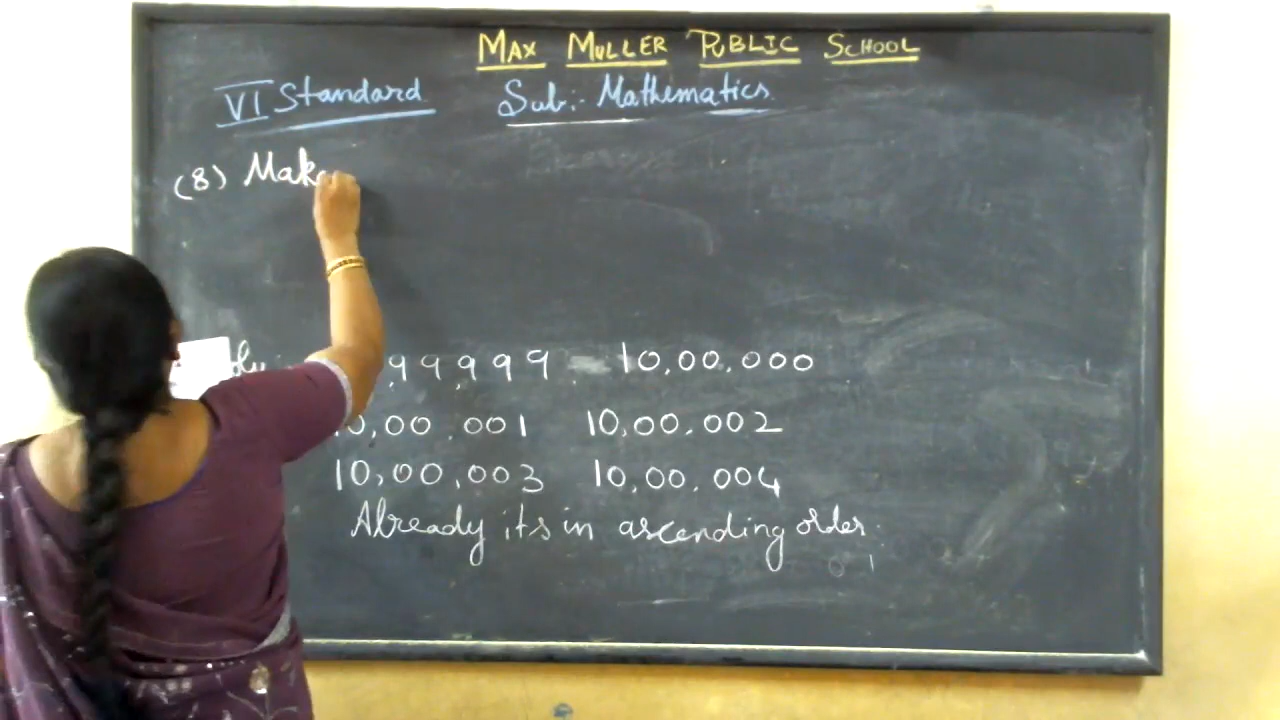 MAX MULLER PUBLIC SCHOOL
VI Standard Sub:- Mathematics
(8) Make
99,999 10,00,000
10,00,001 10,00,002
10,00,003 10,00,004
Already its in ascending order.